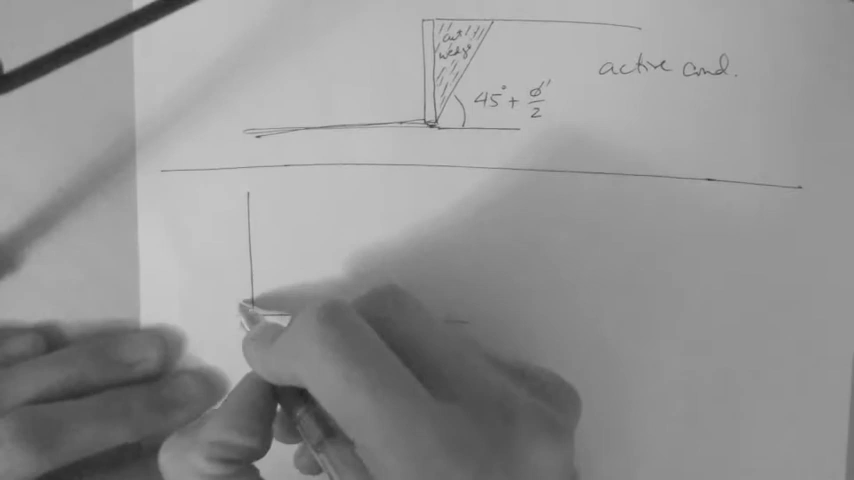 act
wedge
active cond.
45° + φ'/2